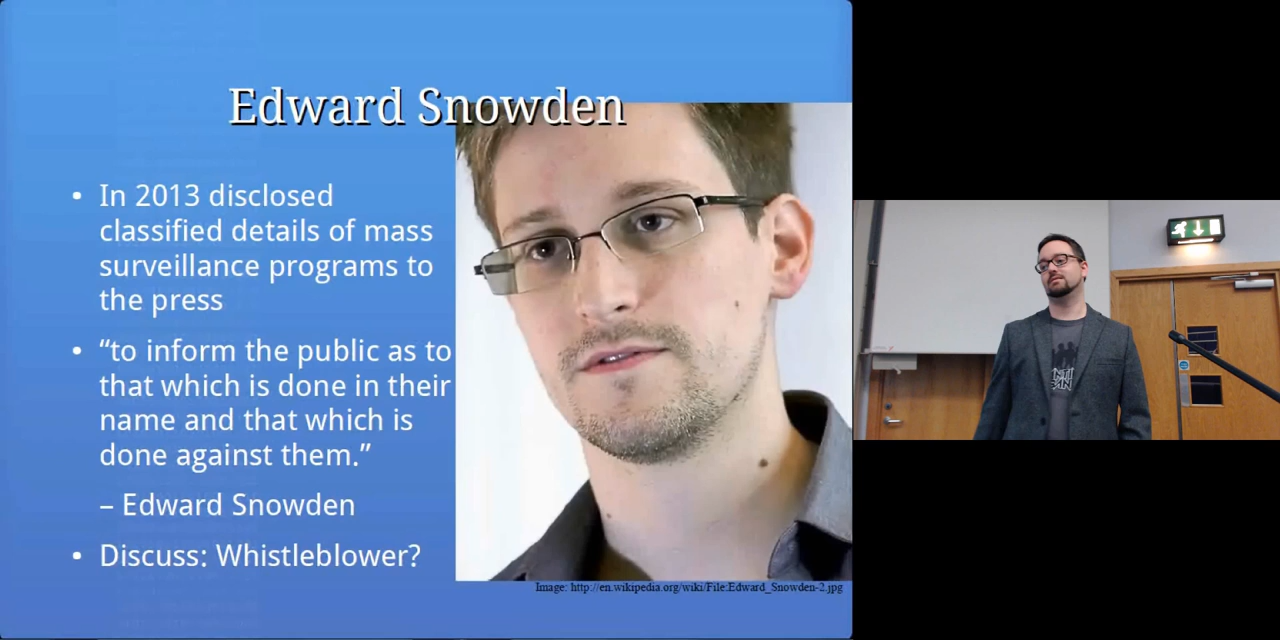 Edward Snowden
• In 2013 disclosed
classified details of mass
surveillance programs to
the press
• “to inform the public as to
that which is done in their
name and that which is
done against them.”
– Edward Snowden
• Discuss: Whistleblower?
Image: http://en.wikipedia.org/wiki/File:Edward_Snowden-2.jpg